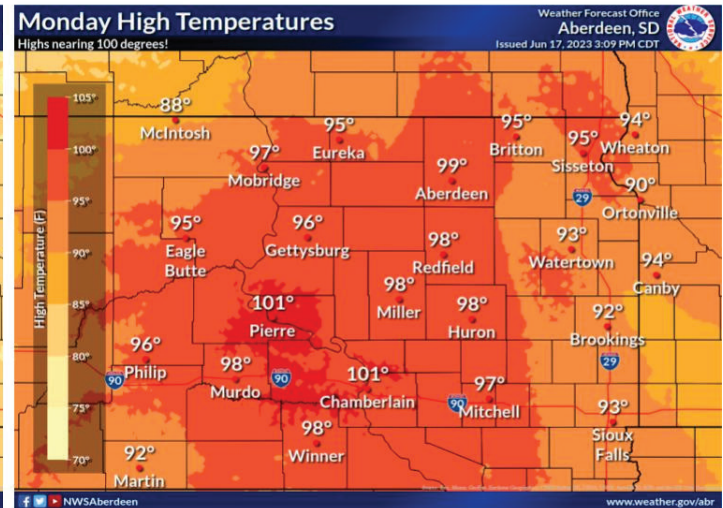 Monday High Temperatures
Highs nearing 100 degrees!
Weather Forecast Office
Aberdeen, SD
Issued Jun 17, 2023 3:09 PM CDT
High Temperature (F)
105°
100°
95°
90°
85°
80°
75°
70°
88°
McIntosh
95°
Eureka
95°
Britton
94°
Wheaton
95°
Sisseton
97°
Mobridge
99°
Aberdeen
90°
Ortonville
29
95°
Eagle
Butte
96°
Gettysburg
98°
Redfield
93°
Watertown
94°
Canby
98°
Miller
101°
Pierre
98°
Huron
92°
Brookings
29
96°
Philip
90
98°
Murdo
90
101°
Chamberlain
90
97°
Mitchell
93°
Sioux
Falls
98°
Winner
92°
Martin
NWSAberdeen
www.weather.gov/abr